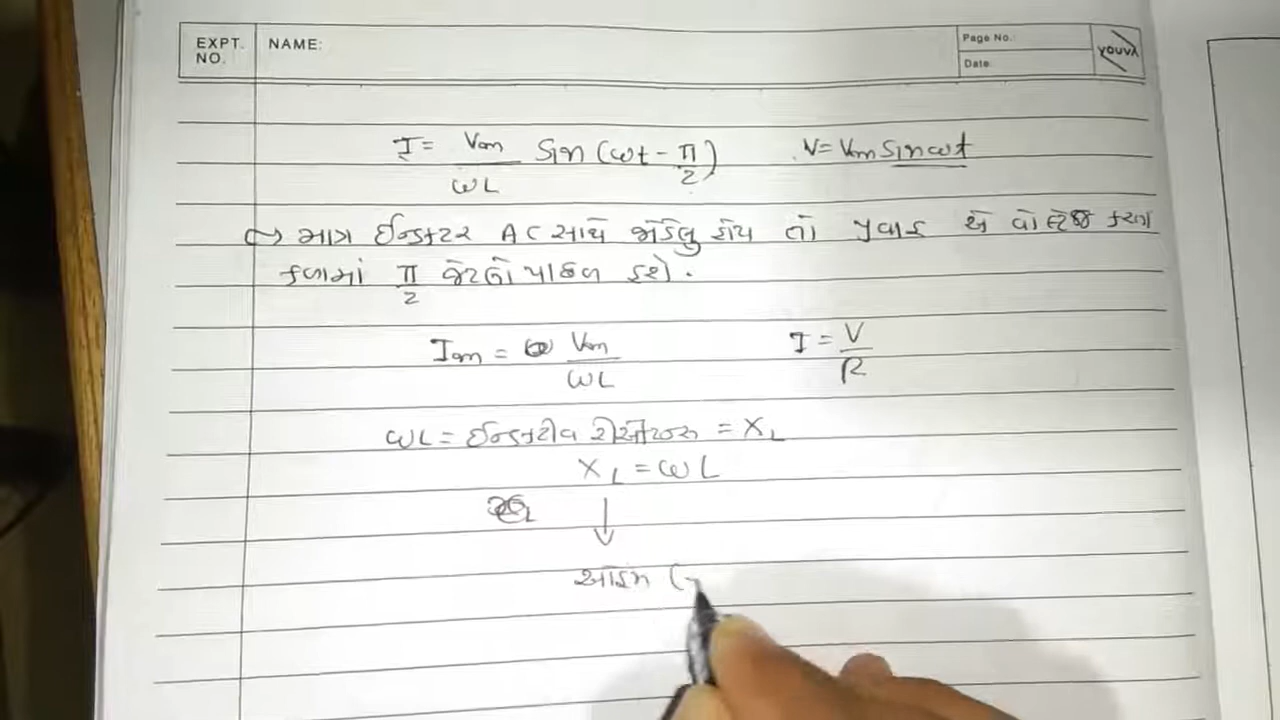 EXPT. NO. NAME: Page No.: Date: youva
I = Vm / ωL Sin (ωt - π/2) V = Vm Sinωt
→ માત્ર ઈન્ડક્ટર AC સાથે જોડેલુ હોય તો પ્રવાહ એ વોલ્ટેજ કરતા
કળામાં π/2 જેટલો પાછળ હશે.
Im = Vm / ωL I = V / R
ωL = ઈન્ડક્ટીવ રીએક્ટન્સ = XL
XL = ωL
↓
ઓહમ (